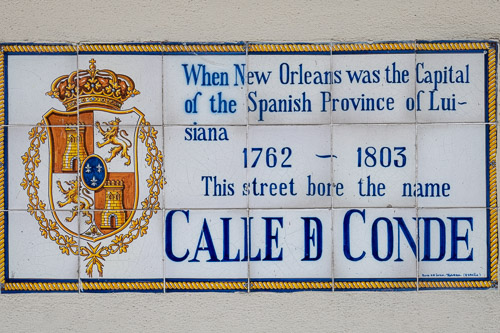 When New Orleans was the Capital
of the Spanish Province of Lui-
siana
1762 - 1803
This street bore the name
CALLE D CONDE